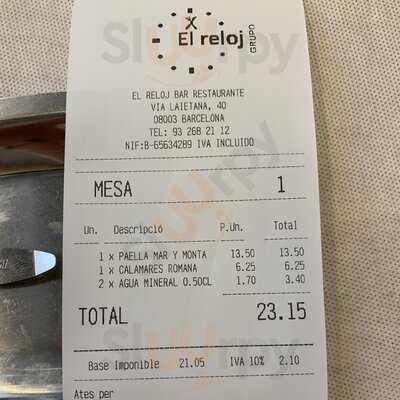 El reloj
GRUPO
EL RELOJ BAR RESTAURANTE
VIA LAIETANA, 40
08003 BARCELONA
TEL: 93 268 21 12
NIF:B-65634289 IVA INCLUIDO
MESA 1
Un. Descripció P.Un. Total
1 x PAELLA MAR Y MONTA 13.50 13.50
1 x CALAMARES ROMANA 6.25 6.25
2 x AGUA MINERAL 0.50CL 1.70 3.40
TOTAL 23.15
Base Imponible 21.05 IVA 10% 2.10
Ates per
Sluurpy
Sluurpy
Sluurpy